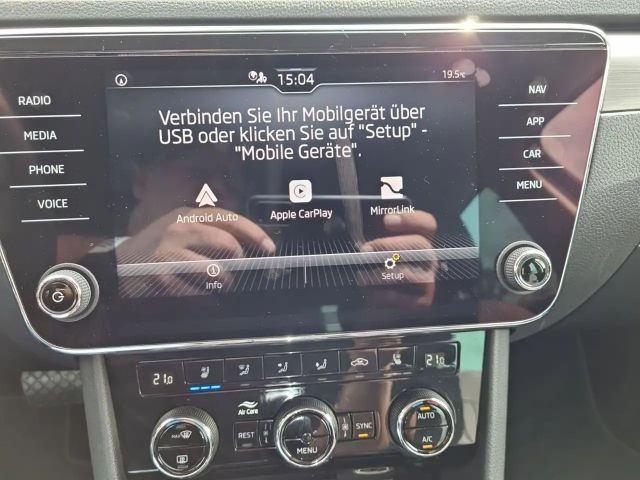 15:04
19.5°C
RADIO
MEDIA
PHONE
VOICE
NAV
APP
CAR
MENU
Verbinden Sie Ihr Mobilgerät über
USB oder klicken Sie auf "Setup" -
"Mobile Geräte".
Android Auto
Apple CarPlay
MirrorLink
Info
Setup
21.0
21.0
Air Care
MAX
REST
MENU
SYNC
AUTO
A/C